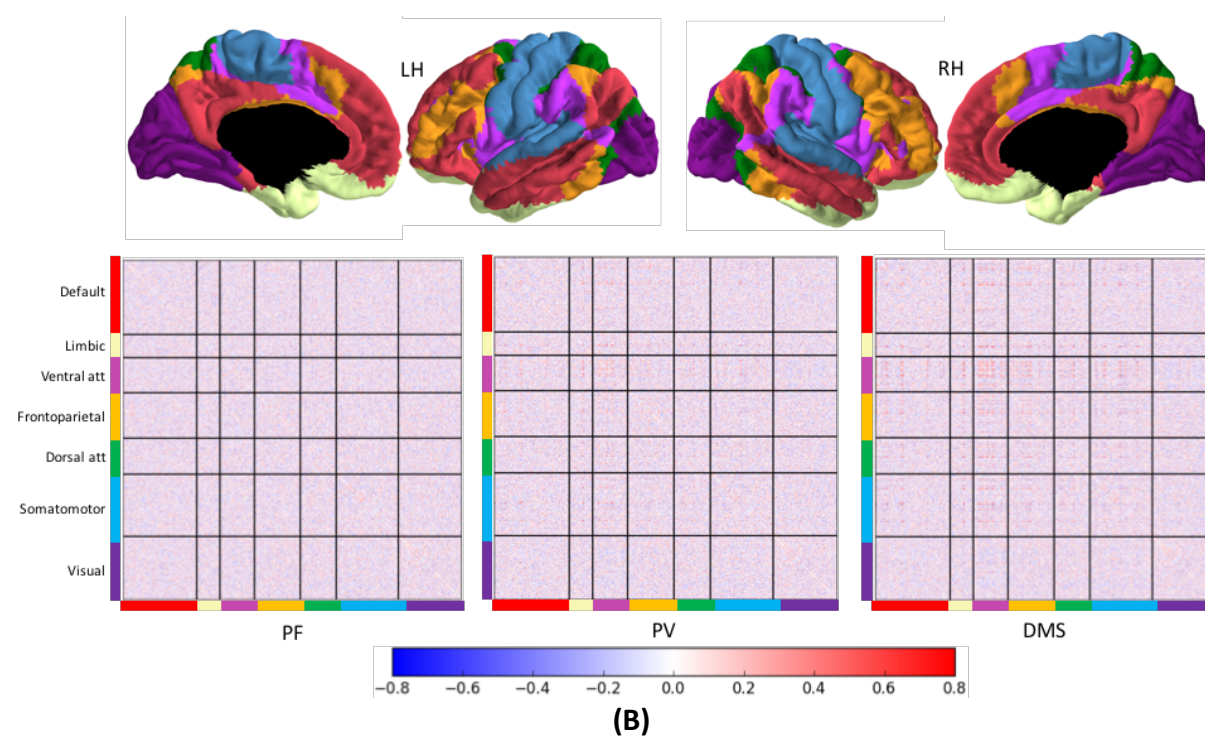 LH
RH
Default
Limbic
Ventral att
Frontoparietal
Dorsal att
Somatomotor
Visual
PF
PV
DMS
−0.8 −0.6 −0.4 −0.2 0.0 0.2 0.4 0.6 0.8
(B)